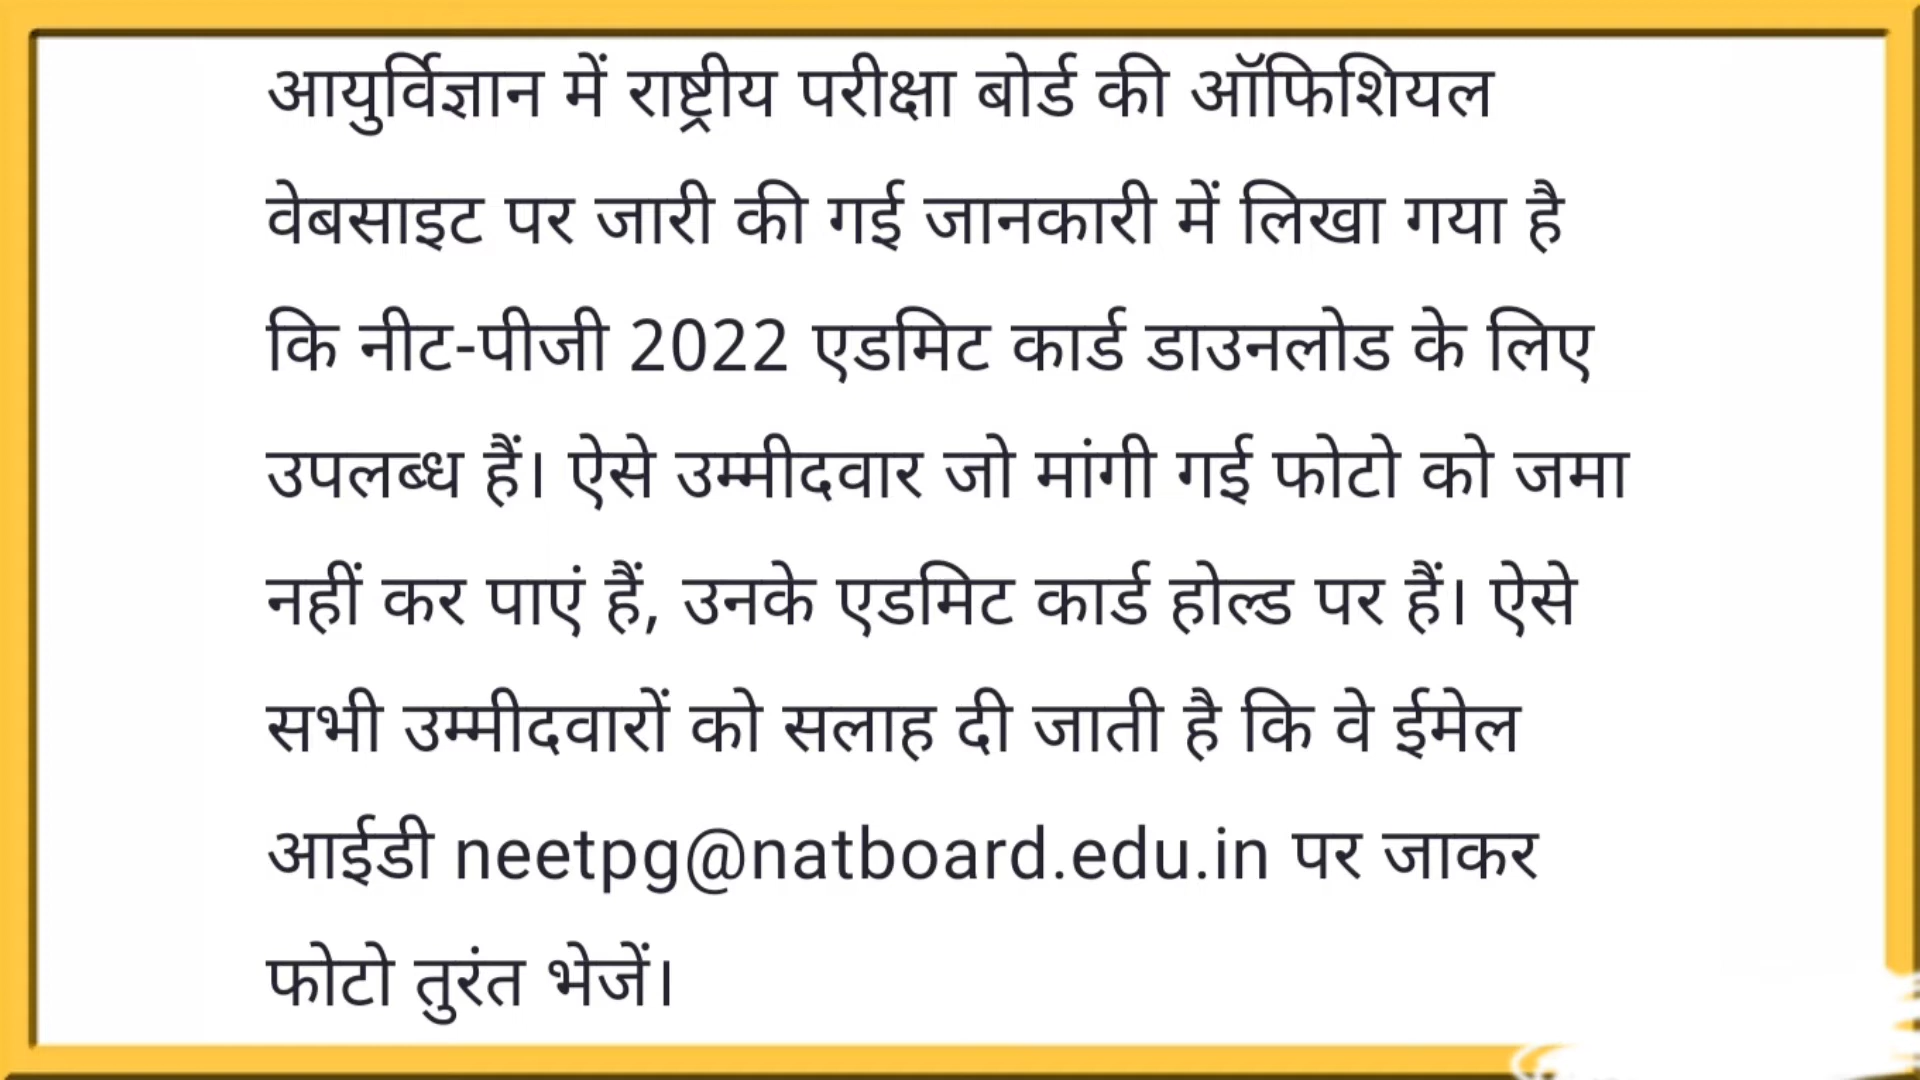 आयुर्विज्ञान में राष्ट्रीय परीक्षा बोर्ड की ऑफिशियल
वेबसाइट पर जारी की गई जानकारी में लिखा गया है
कि नीट-पीजी 2022 एडमिट कार्ड डाउनलोड के लिए
उपलब्ध हैं। ऐसे उम्मीदवार जो मांगी गई फोटो को जमा
नहीं कर पाएं हैं, उनके एडमिट कार्ड होल्ड पर हैं। ऐसे
सभी उम्मीदवारों को सलाह दी जाती है कि वे ईमेल
आईडी neetpg@natboard.edu.in पर जाकर
फोटो तुरंत भेजें।